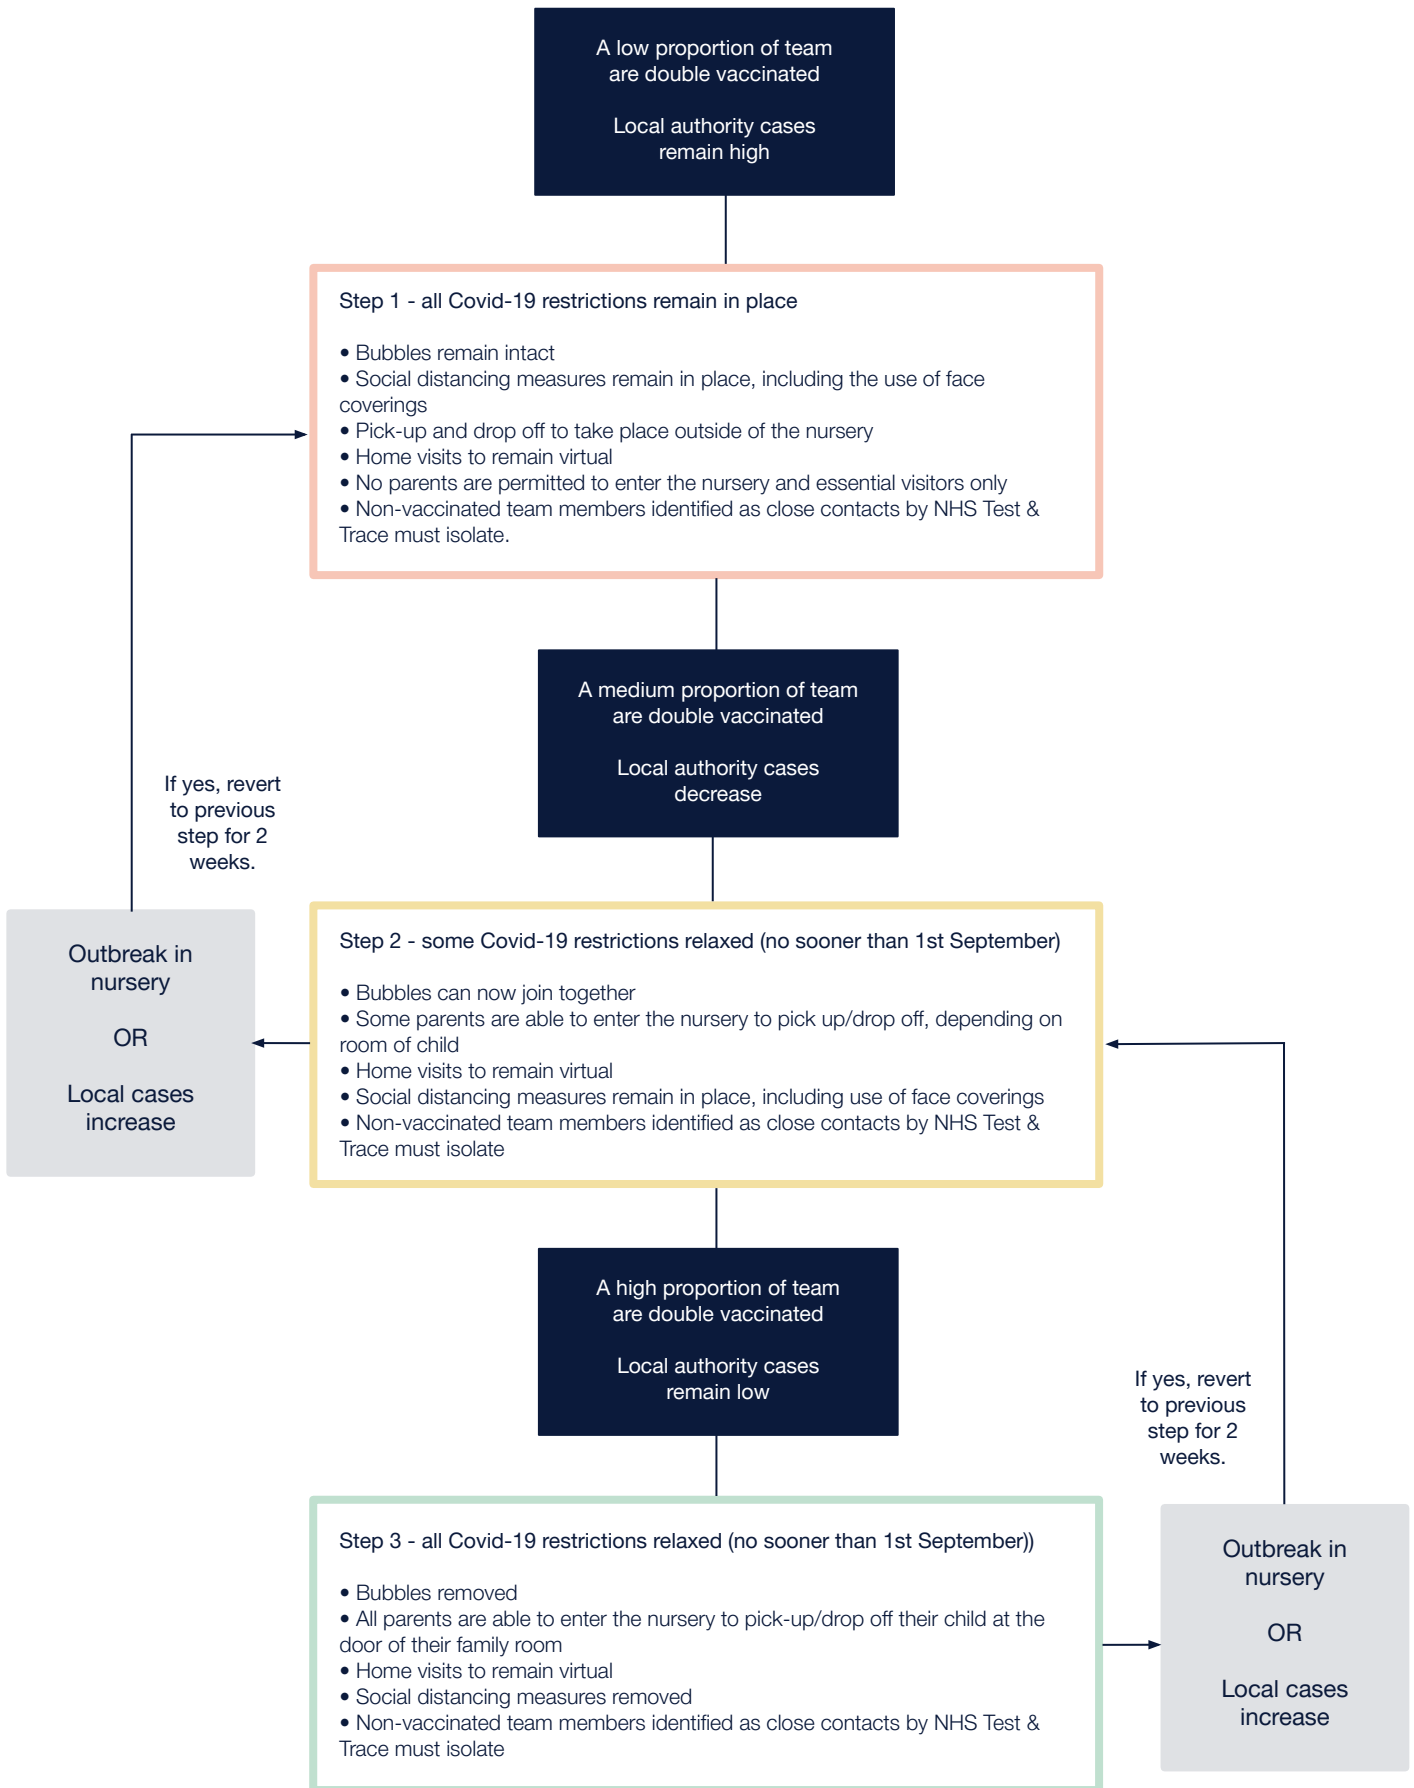 A low proportion of team
are double vaccinated
Local authority cases
remain high
Step 1 - all Covid-19 restrictions remain in place
• Bubbles remain intact
• Social distancing measures remain in place, including the use of face
coverings
• Pick-up and drop off to take place outside of the nursery
• Home visits to remain virtual
• No parents are permitted to enter the nursery and essential visitors only
• Non-vaccinated team members identified as close contacts by NHS Test &
Trace must isolate.
A medium proportion of team
are double vaccinated
Local authority cases
decrease
If yes, revert
to previous
step for 2
weeks.
Outbreak in
nursery
OR
Local cases
increase
Step 2 - some Covid-19 restrictions relaxed (no sooner than 1st September)
• Bubbles can now join together
• Some parents are able to enter the nursery to pick up/drop off, depending on
room of child
• Home visits to remain virtual
• Social distancing measures remain in place, including use of face coverings
• Non-vaccinated team members identified as close contacts by NHS Test &
Trace must isolate
A high proportion of team
are double vaccinated
Local authority cases
remain low
If yes, revert
to previous
step for 2
weeks.
Step 3 - all Covid-19 restrictions relaxed (no sooner than 1st September))
• Bubbles removed
• All parents are able to enter the nursery to pick-up/drop off their child at the
door of their family room
• Home visits to remain virtual
• Social distancing measures removed
• Non-vaccinated team members identified as close contacts by NHS Test &
Trace must isolate
Outbreak in
nursery
OR
Local cases
increase